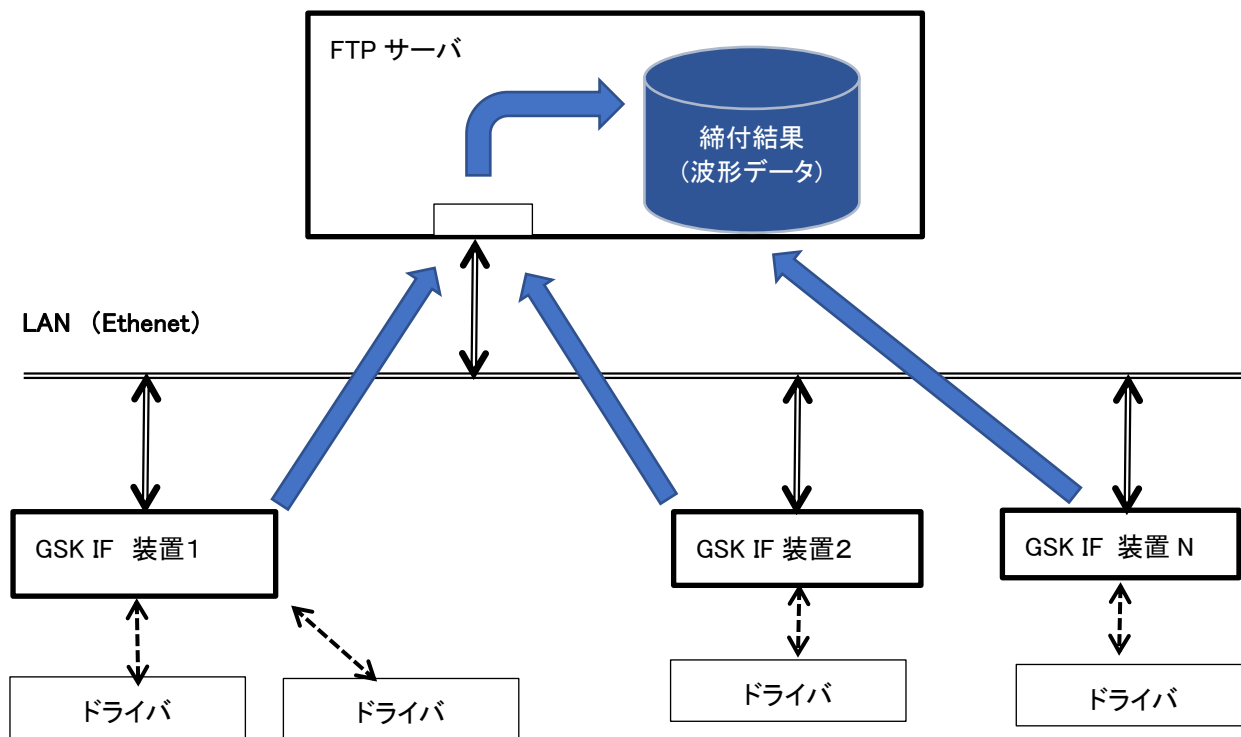 FTP サーバ
締付結果
(波形データ)
LAN （Ethenet）
GSK IF 装置１
GSK IF 装置２
GSK IF 装置 N
ドライバ
ドライバ
ドライバ
ドライバ